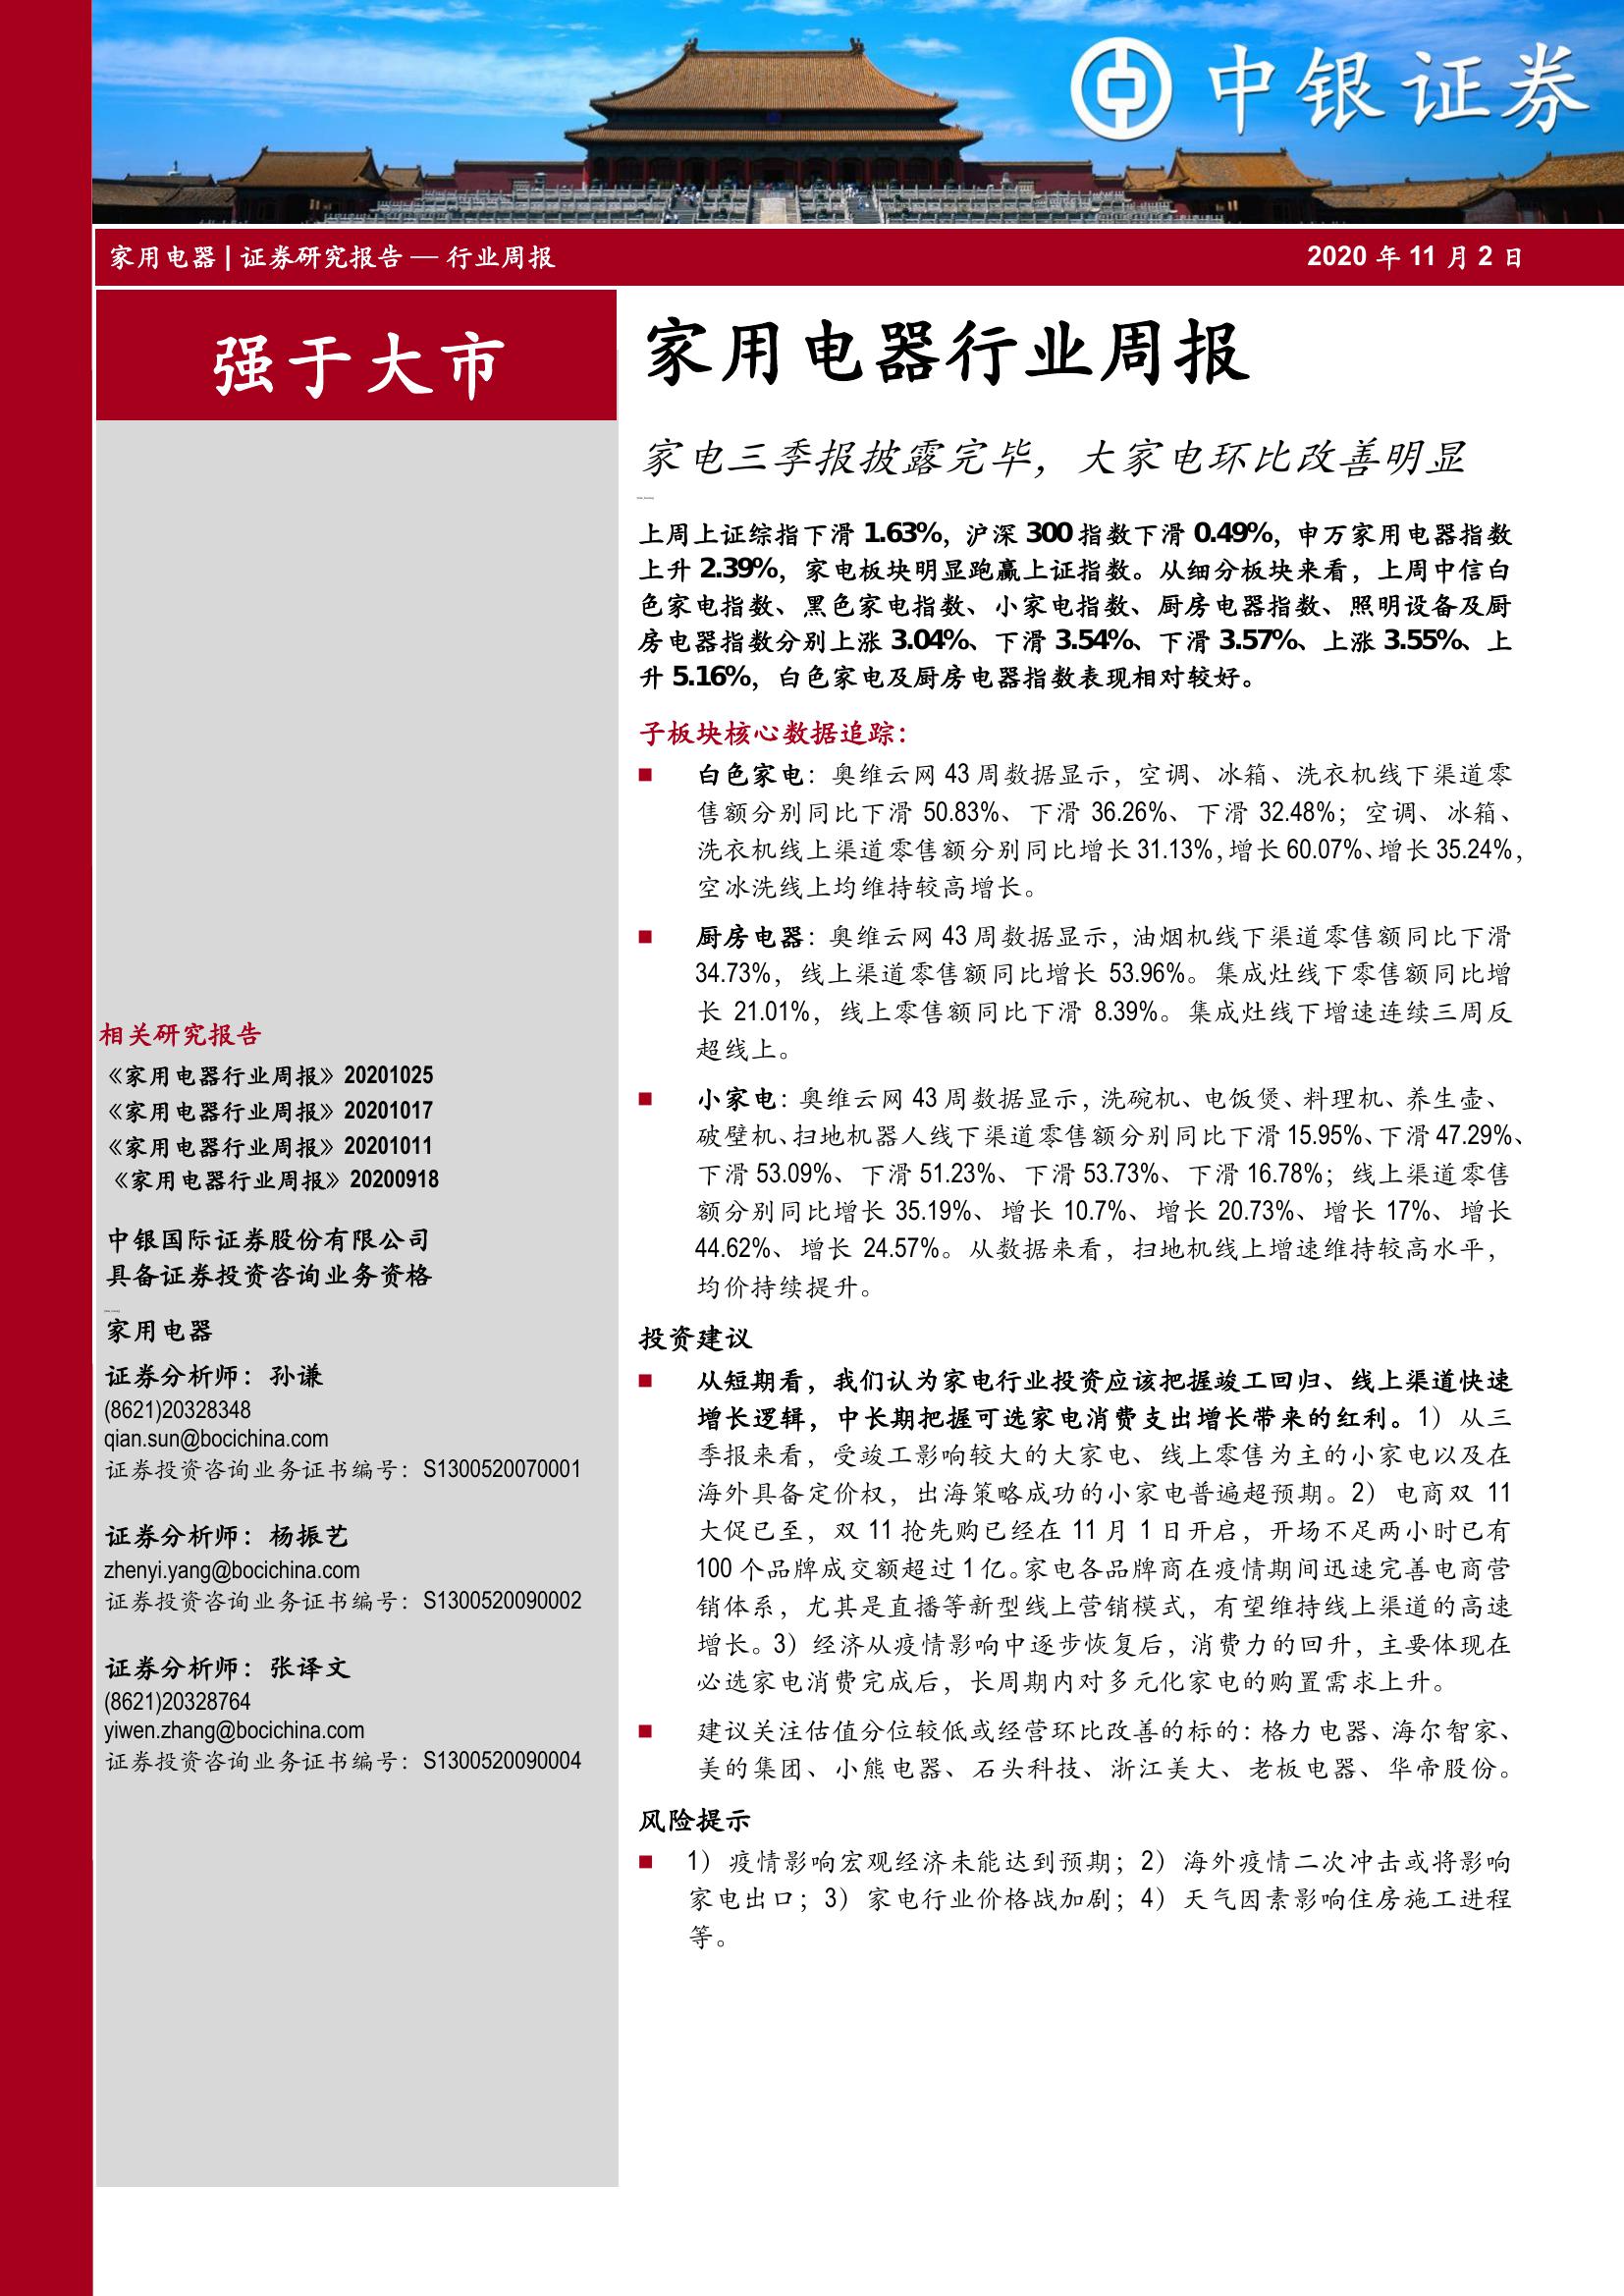 中银证券
家用电器 | 证券研究报告 — 行业周报
2020 年 11 月 2 日
强于大市
相关研究报告
《家用电器行业周报》20201025
《家用电器行业周报》20201017
《家用电器行业周报》20201011
《家用电器行业周报》20200918
中银国际证券股份有限公司
具备证券投资咨询业务资格
家用电器
证券分析师：孙谦
(8621)20328348
qian.sun@bocichina.com
证券投资咨询业务证书编号：S1300520070001
证券分析师：杨振艺
zhenyi.yang@bocichina.com
证券投资咨询业务证书编号：S1300520090002
证券分析师：张译文
(8621)20328764
yiwen.zhang@bocichina.com
证券投资咨询业务证书编号：S1300520090004
家用电器行业周报
家电三季报披露完毕，大家电环比改善明显
上周上证综指下滑 1.63%，沪深 300 指数下滑 0.49%，申万家用电器指数
上升 2.39%，家电板块明显跑赢上证指数。从细分板块来看，上周中信白
色家电指数、黑色家电指数、小家电指数、厨房电器指数、照明设备及厨
房电器指数分别上涨 3.04%、下滑 3.54%、下滑 3.57%、上涨 3.55%、上
升 5.16%，白色家电及厨房电器指数表现相对较好。
子板块核心数据追踪：
■ 白色家电：奥维云网 43 周数据显示，空调、冰箱、洗衣机线下渠道零
售额分别同比下滑 50.83%、下滑 36.26%、下滑 32.48%；空调、冰箱、
洗衣机线上渠道零售额分别同比增长 31.13%，增长 60.07%、增长 35.24%，
空冰洗线上均维持较高增长。
■ 厨房电器：奥维云网 43 周数据显示，油烟机线下渠道零售额同比下滑
34.73%，线上渠道零售额同比增长 53.96%。集成灶线下零售额同比增
长 21.01%，线上零售额同比下滑 8.39%。集成灶线下增速连续三周反
超线上。
■ 小家电：奥维云网 43 周数据显示，洗碗机、电饭煲、料理机、养生壶、
破壁机、扫地机器人线下渠道零售额分别同比下滑 15.95%、下滑 47.29%、
下滑 53.09%、下滑 51.23%、下滑 53.73%、下滑 16.78%；线上渠道零售
额分别同比增长 35.19%、增长 10.7%、增长 20.73%、增长 17%、增长
44.62%、增长 24.57%。从数据来看，扫地机线上增速维持较高水平，
均价持续提升。
投资建议
■ 从短期看，我们认为家电行业投资应该把握竣工回归、线上渠道快速
增长逻辑，中长期把握可选家电消费支出增长带来的红利。1）从三
季报来看，受竣工影响较大的大家电、线上零售为主的小家电以及在
海外具备定价权，出海策略成功的小家电普遍超预期。2）电商双 11
大促已至，双 11 抢先购已经在 11 月 1 日开启，开场不足两小时已有
100 个品牌成交额超过 1 亿。家电各品牌商在疫情期间迅速完善电商营
销体系，尤其是直播等新型线上营销模式，有望维持线上渠道的高速
增长。3）经济从疫情影响中逐步恢复后，消费力的回升，主要体现在
必选家电消费完成后，长周期内对多元化家电的购置需求上升。
■ 建议关注估值分位较低或经营环比改善的标的：格力电器、海尔智家、
美的集团、小熊电器、石头科技、浙江美大、老板电器、华帝股份。
风险提示
■ 1）疫情影响宏观经济未能达到预期；2）海外疫情二次冲击或将影响
家电出口；3）家电行业价格战加剧；4）天气因素影响住房施工进程
等。